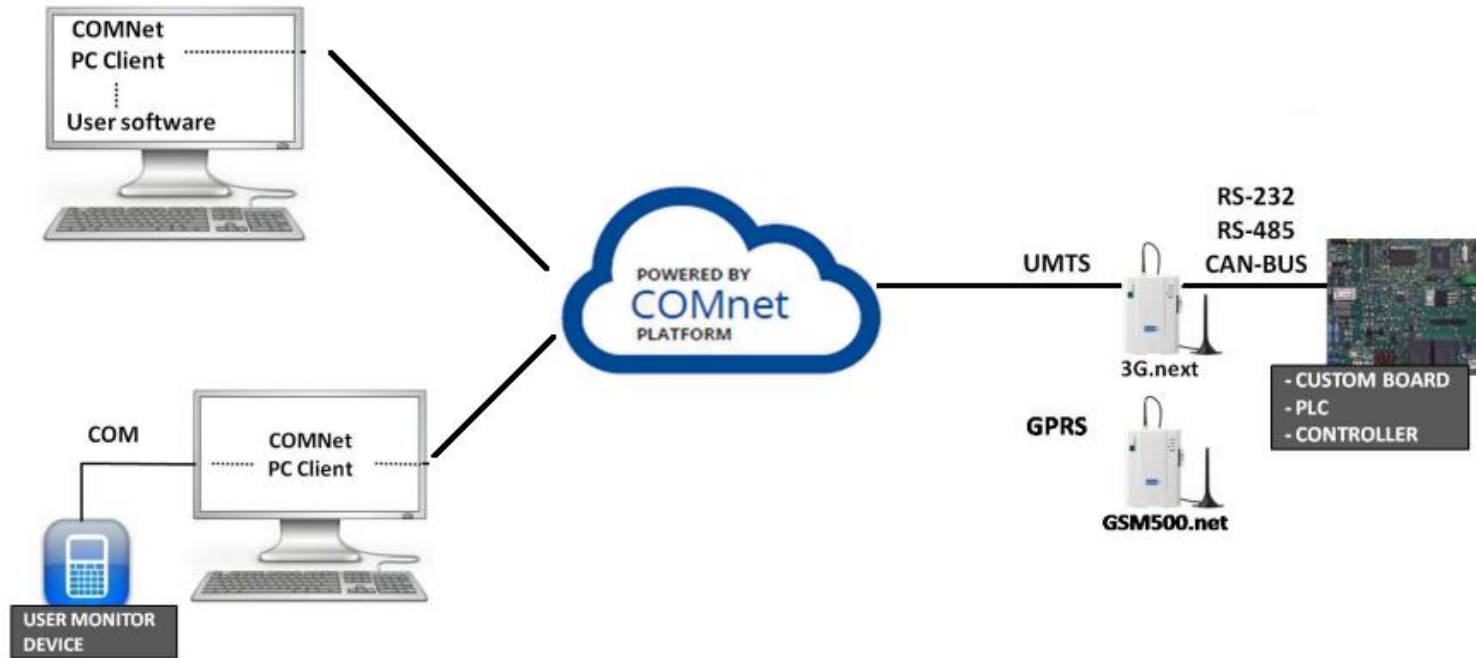 COMNet
PC Client
User software
POWERED BY
COMnet
PLATFORM
UMTS
RS-232
RS-485
CAN-BUS
3G.next
- CUSTOM BOARD
- PLC
- CONTROLLER
GPRS
GSM500.net
COM
COMNet
PC Client
USER MONITOR
DEVICE